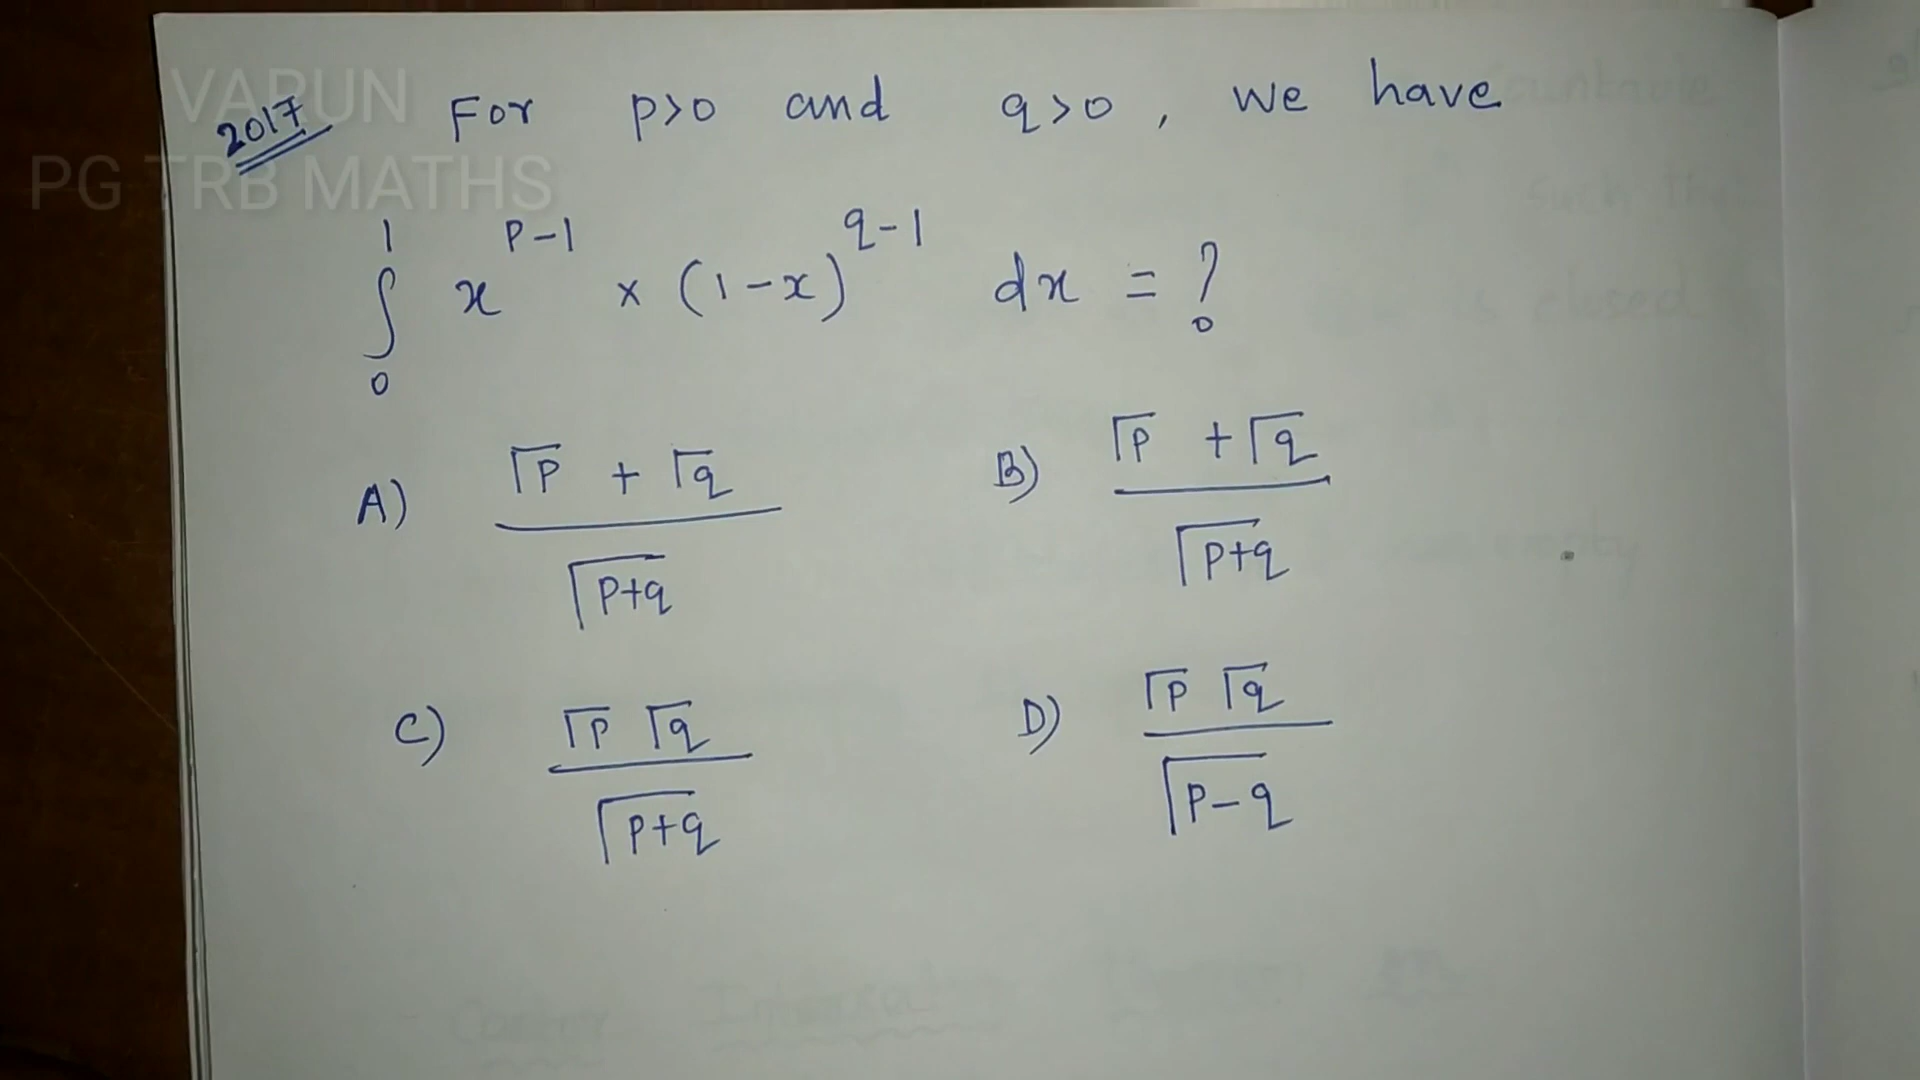 VARUN
PG TRB MATHS
2017 For p>0 and q>0, we have
∫₀¹ x^(p-1) × (1-x)^(q-1) dx = ?
A) (Γp + Γq) / Γ(p+q) B) (Γp + Γq) / Γ(p+q)
C) (Γp Γq) / Γ(p+q) D) (Γp Γq) / Γ(p-q)